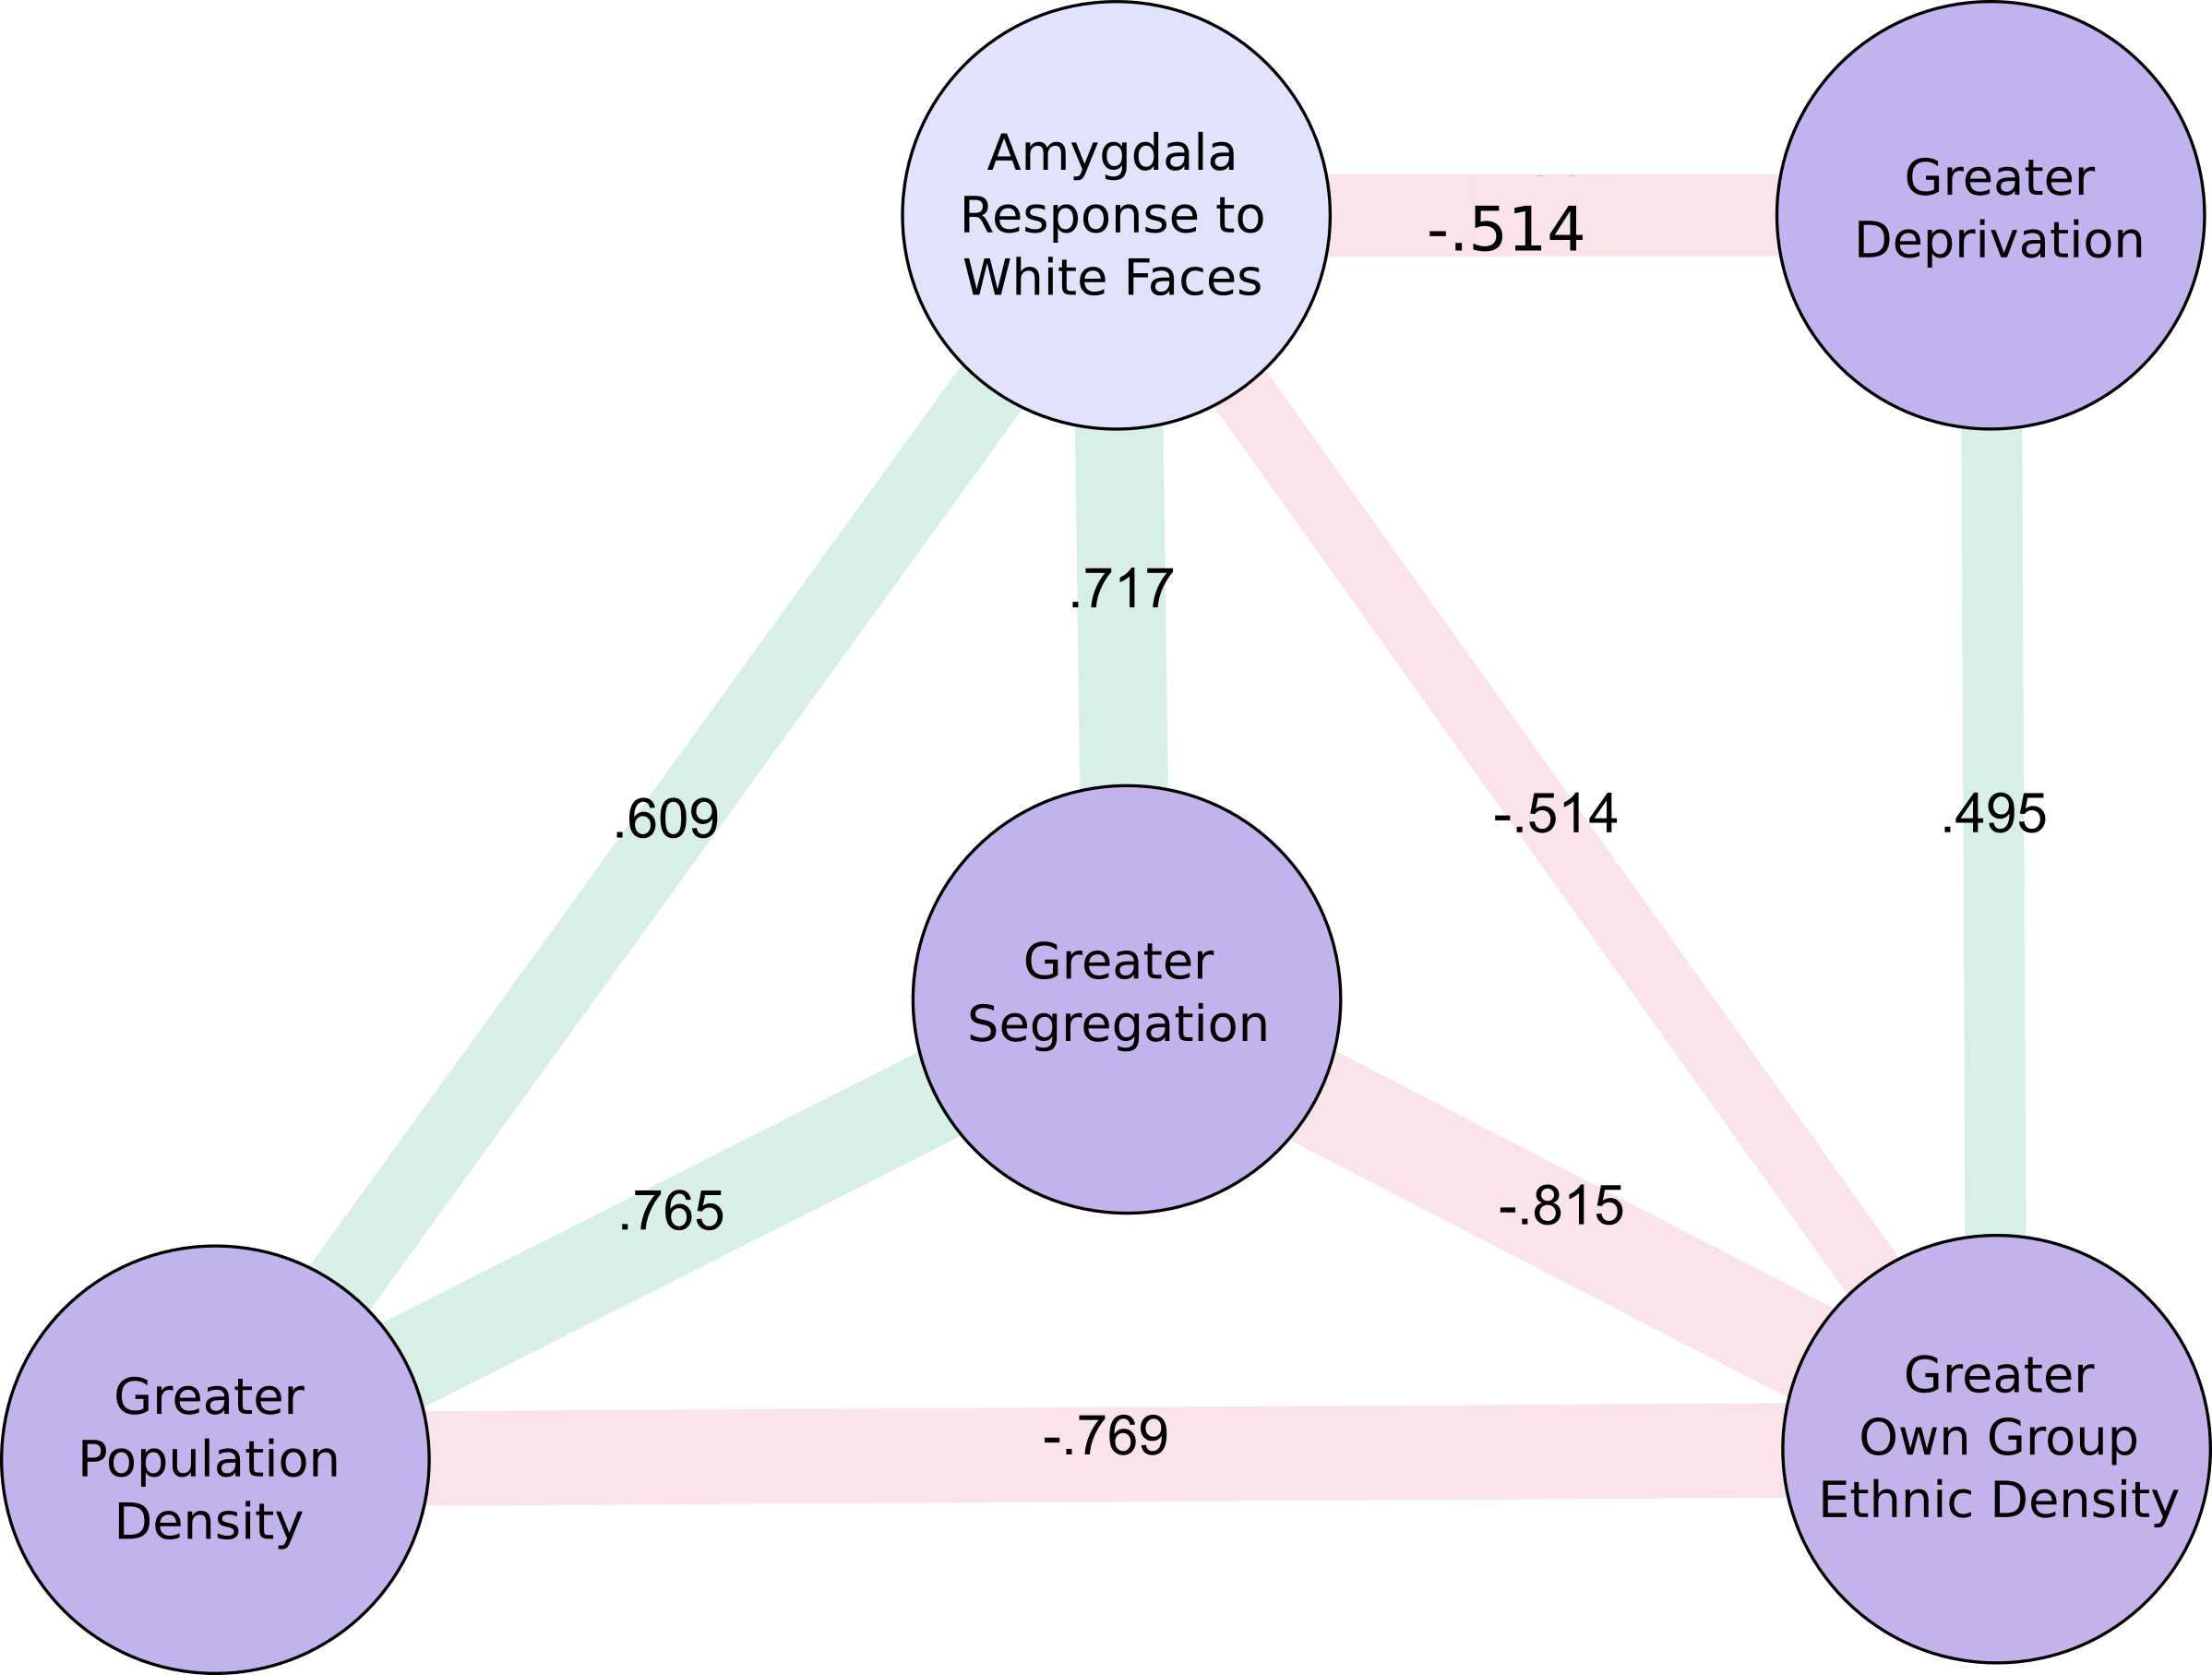 Amygdala
Response to
White Faces
Greater
Deprivation
-.514
.717
.609
-.514
.495
Greater
Segregation
.765
-.815
Greater
Population
Density
-.769
Greater
Own Group
Ethnic Density